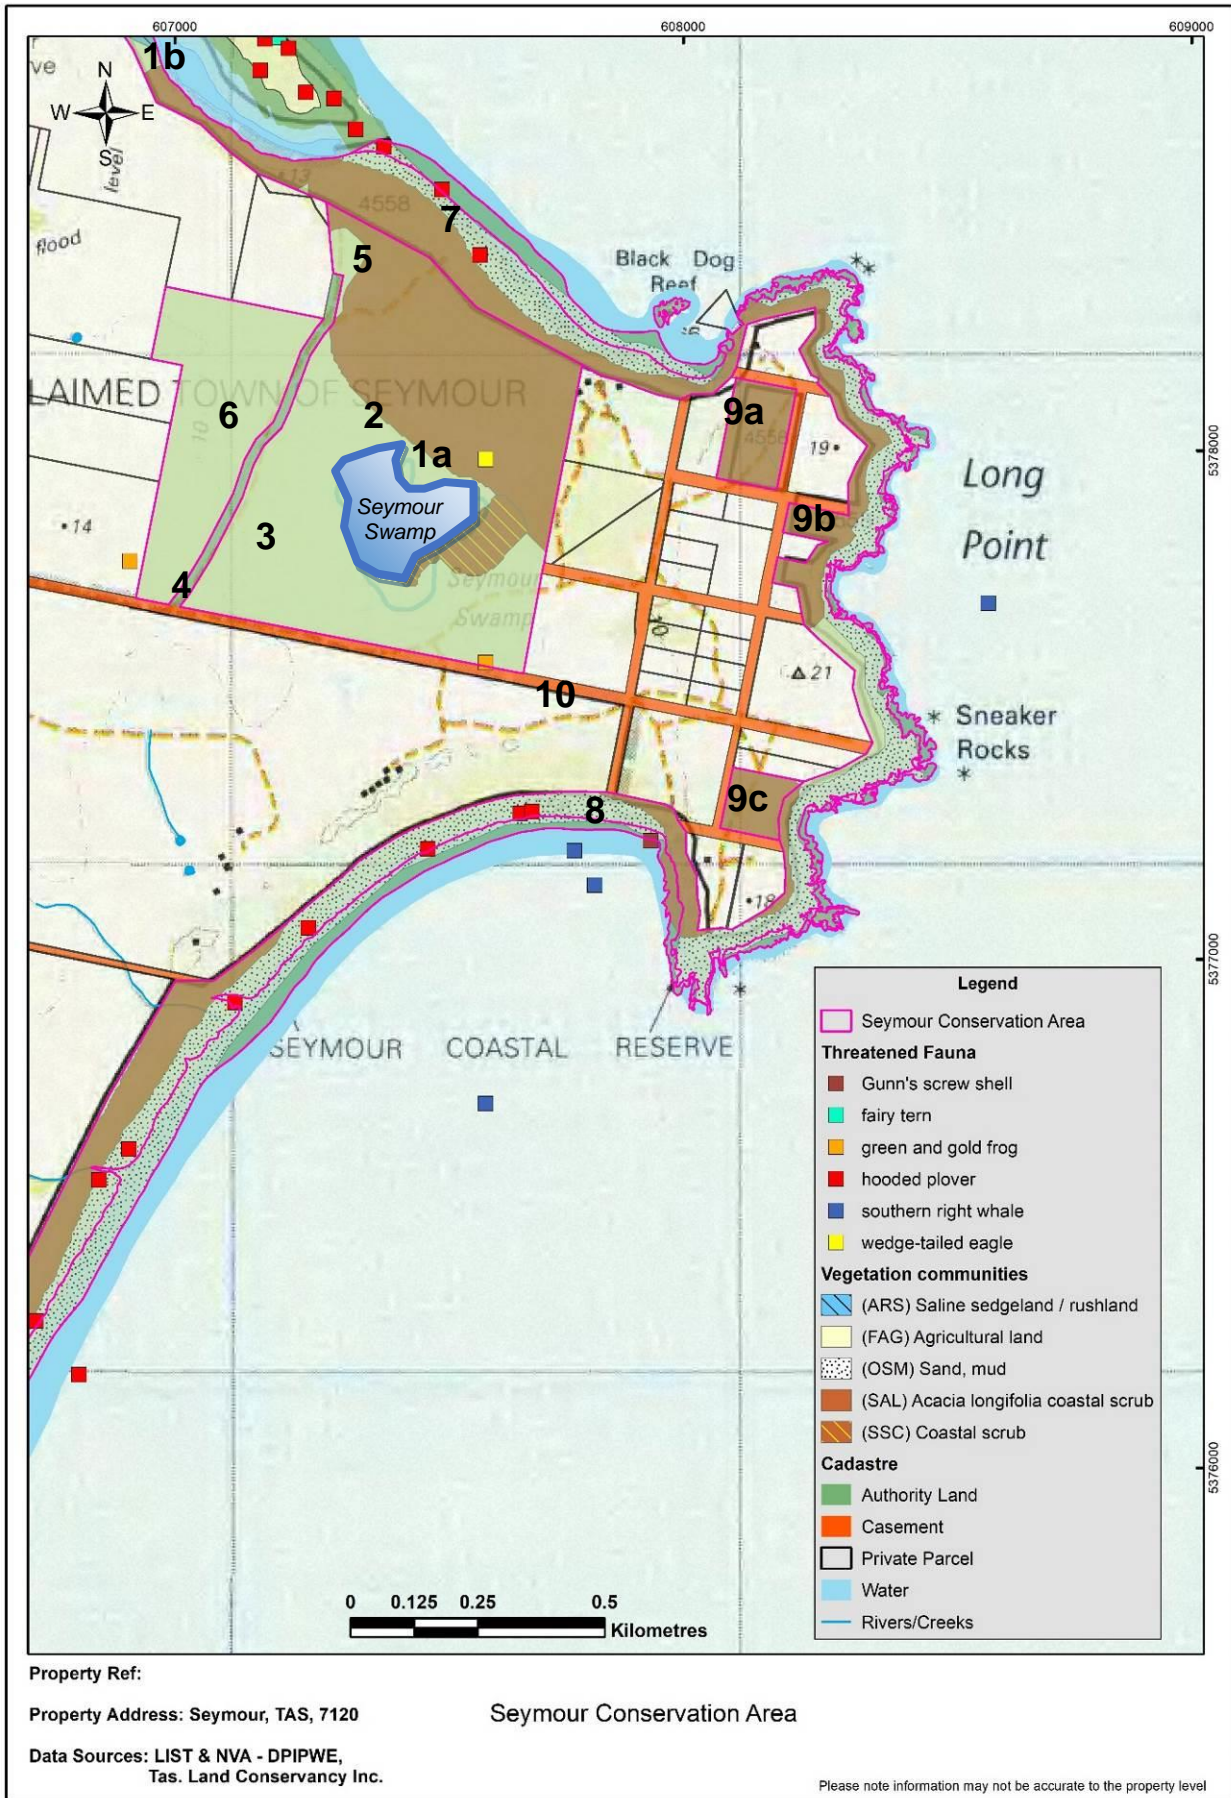 607000
608000
609000
r
ve
1b
N
W E
S
level
flood
13
4558
7
5
Black Dog
Reef
LAIMED TOWN OF SEYMOUR
10
6
2
1a
9a
4558
19
5378000
Long
Point
Seymour
Swamp
9b
14
3
4
Seymour
Swamp
10
10
21
Sneaker
Rocks
9c
8
18
5377000
SEYMOUR COASTAL RESERVE
Legend
Seymour Conservation Area
Threatened Fauna
Gunn's screw shell
fairy tern
green and gold frog
hooded plover
southern right whale
wedge-tailed eagle
Vegetation communities
(ARS) Saline sedgeland / rushland
(FAG) Agricultural land
(OSM) Sand, mud
(SAL) Acacia longifolia coastal scrub
(SSC) Coastal scrub
Cadastre
Authority Land
Casement
Private Parcel
Water
Rivers/Creeks
5376000
0 0.125 0.25 0.5
Kilometres
Property Ref:
Property Address: Seymour, TAS, 7120
Seymour Conservation Area
Data Sources: LIST & NVA - DPIPWE,
Tas. Land Conservancy Inc.
Please note information may not be accurate to the property level